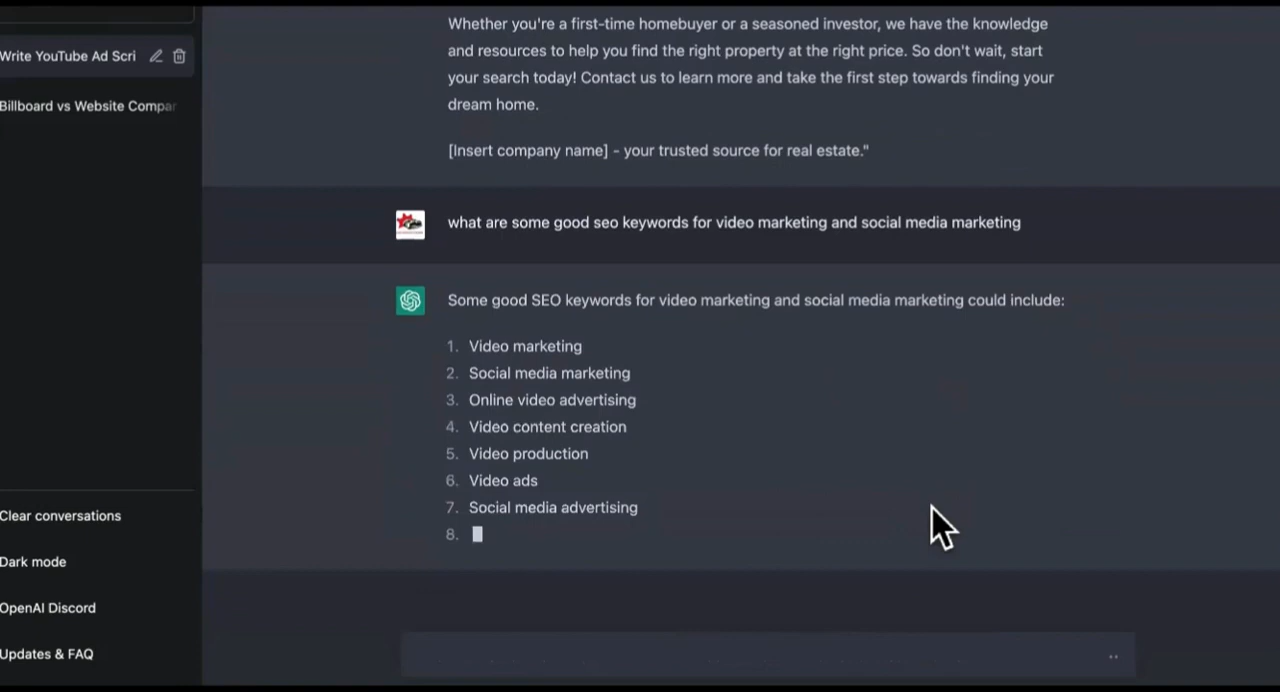 Write YouTube Ad Scri
Billboard vs Website Compar
Clear conversations
Dark mode
OpenAI Discord
Updates & FAQ
Whether you're a first-time homebuyer or a seasoned investor, we have the knowledge
and resources to help you find the right property at the right price. So don't wait, start
your search today! Contact us to learn more and take the first step towards finding your
dream home.
[Insert company name] - your trusted source for real estate."
what are some good seo keywords for video marketing and social media marketing
Some good SEO keywords for video marketing and social media marketing could include:
1. Video marketing
2. Social media marketing
3. Online video advertising
4. Video content creation
5. Video production
6. Video ads
7. Social media advertising
8.